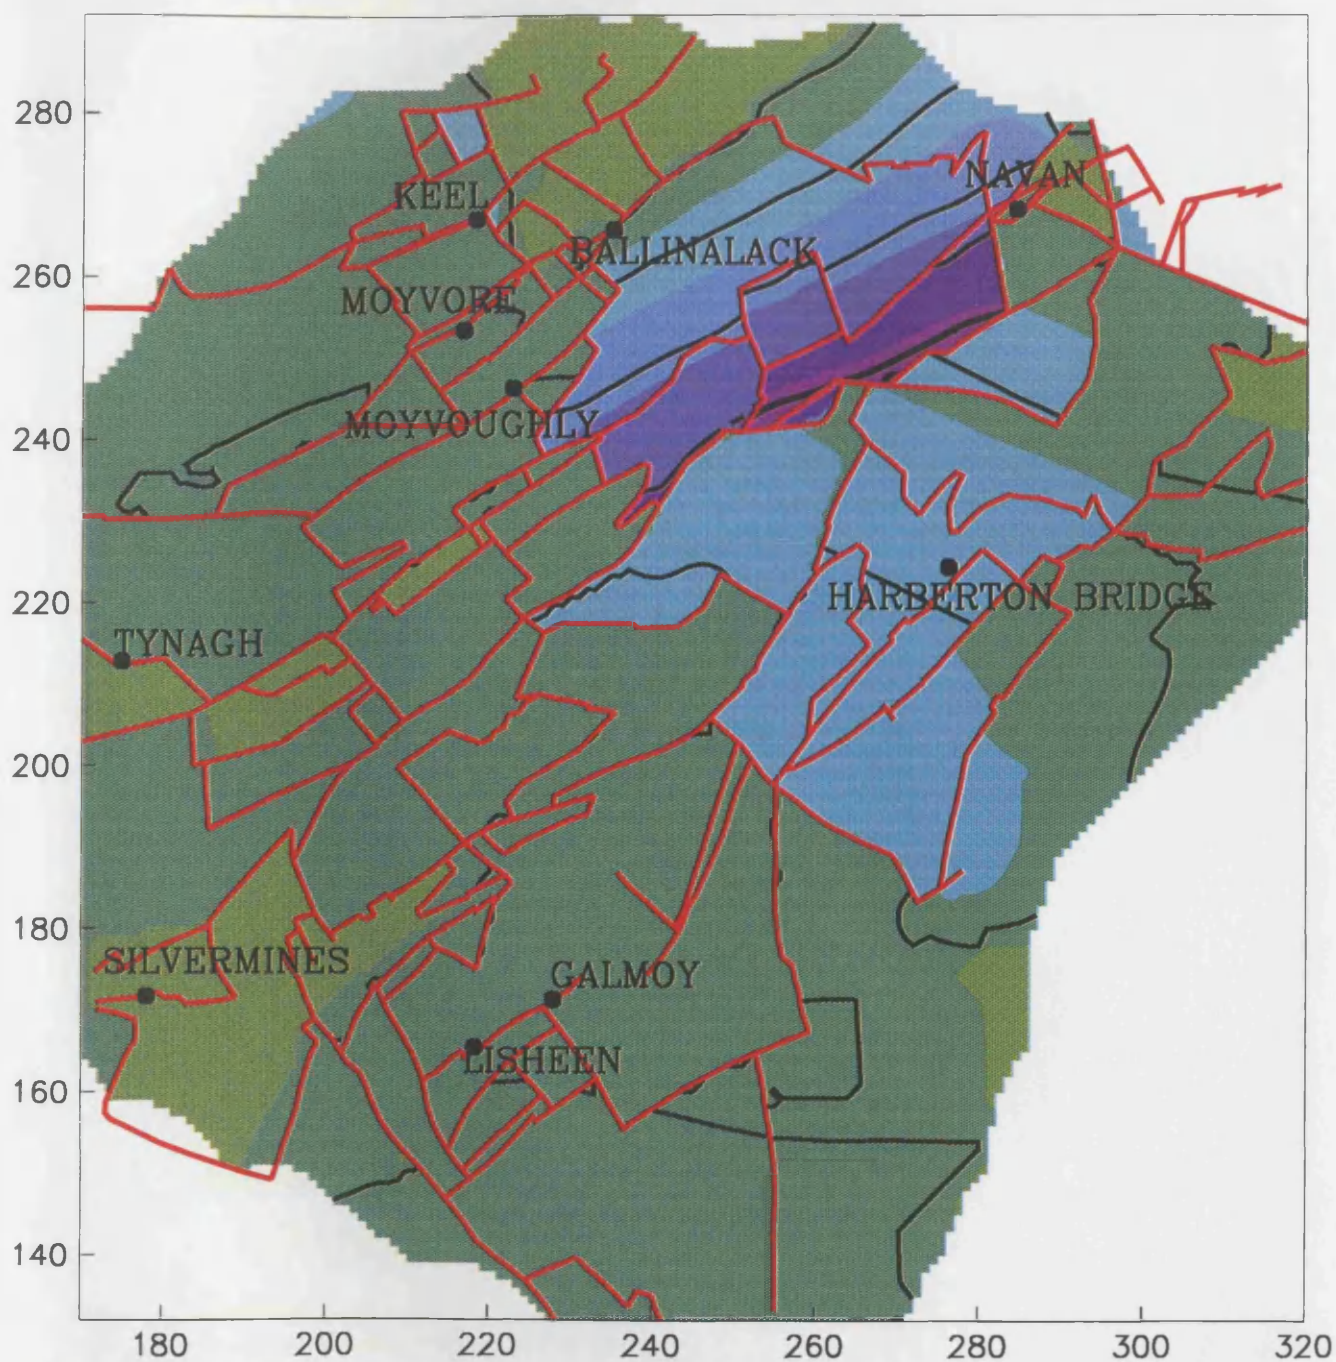 280
NAVAN
KEEL
260
BALLINALACK
MOYVORE
240
MOYVOUGHLY
220
HARBERTON BRIDGE
TYNAGH
200
180
SILVERMINES
GALMOY
LISHEEN
160
140
180 200 220 240 260 280 300 320